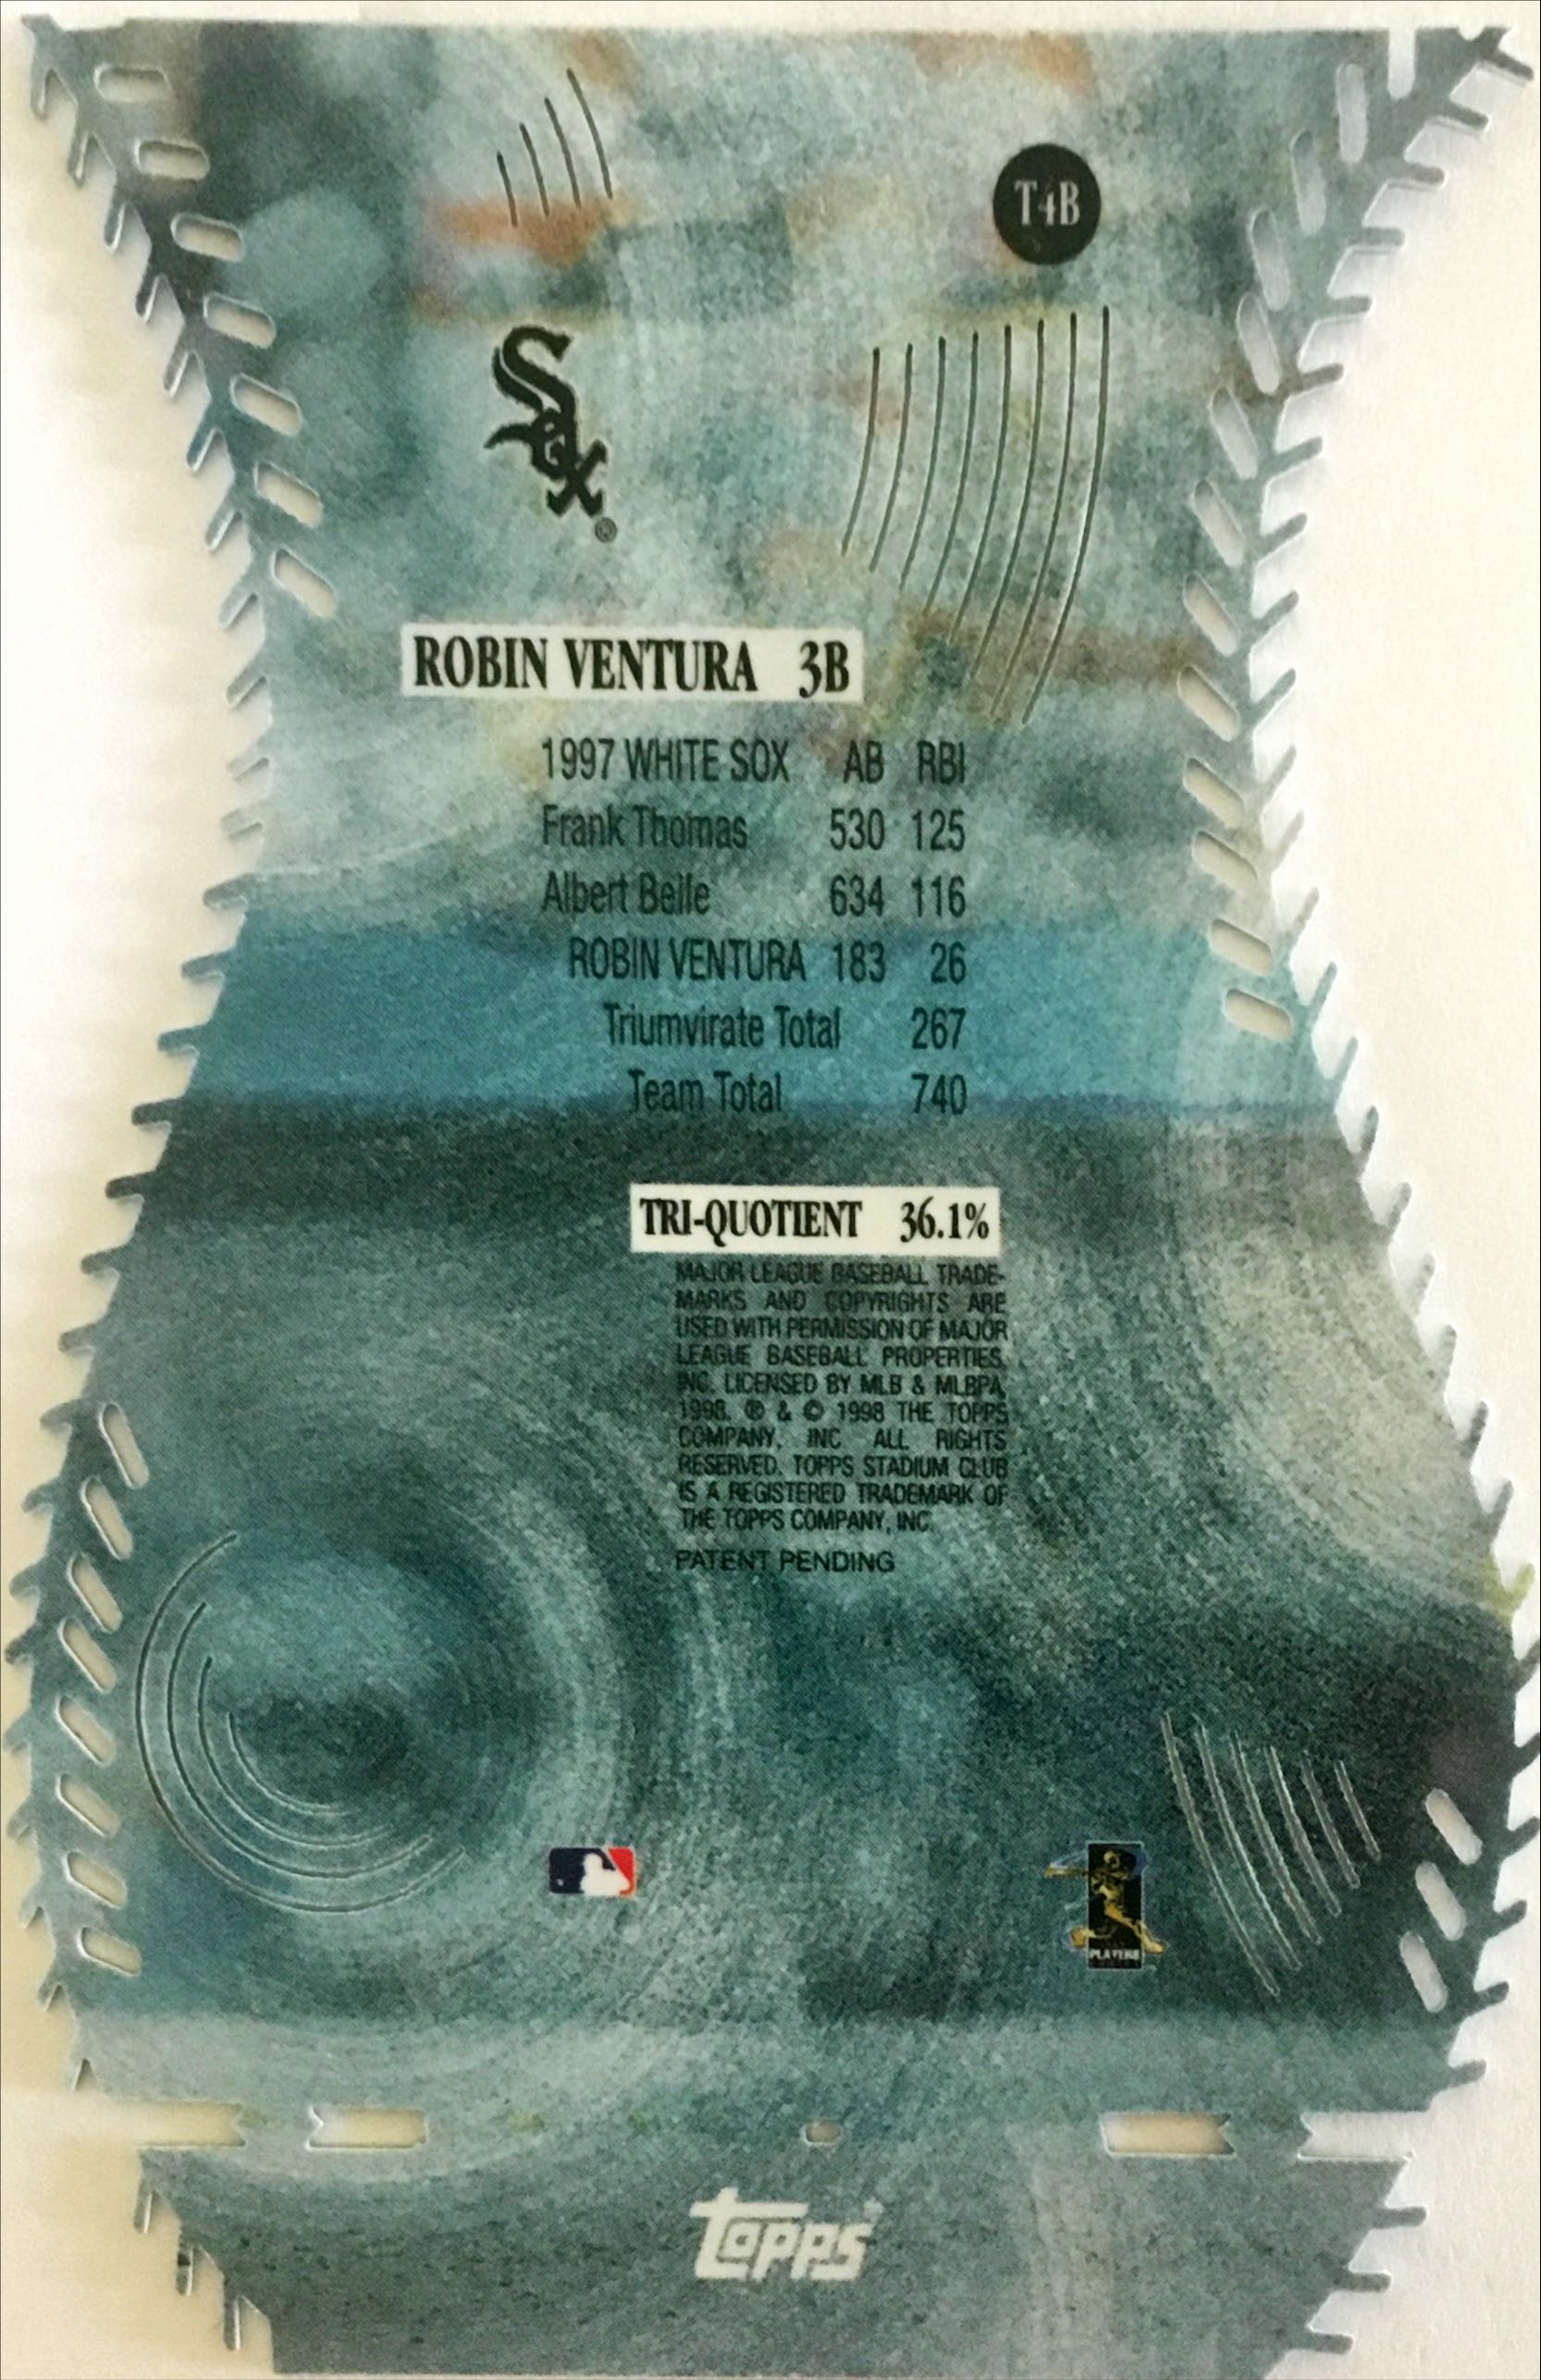 T4B
Sox
®
ROBIN VENTURA 3B
1997 WHITE SOX AB RBI
Frank Thomas 530 125
Albert Belle 634 116
ROBIN VENTURA 183 26
Triumvirate Total 267
Team Total 740
TRI-QUOTIENT 36.1%
MAJOR LEAGUE BASEBALL TRADE-
MARKS AND COPYRIGHTS ARE
USED WITH PERMISSION OF MAJOR
LEAGUE BASEBALL PROPERTIES,
INC. LICENSED BY MLB & MLBPA,
1998. ® & © 1998 THE TOPPS
COMPANY, INC ALL RIGHTS
RESERVED. TOPPS STADIUM CLUB
IS A REGISTERED TRADEMARK OF
THE TOPPS COMPANY, INC
PATENT PENDING
PLAYERS
Topps